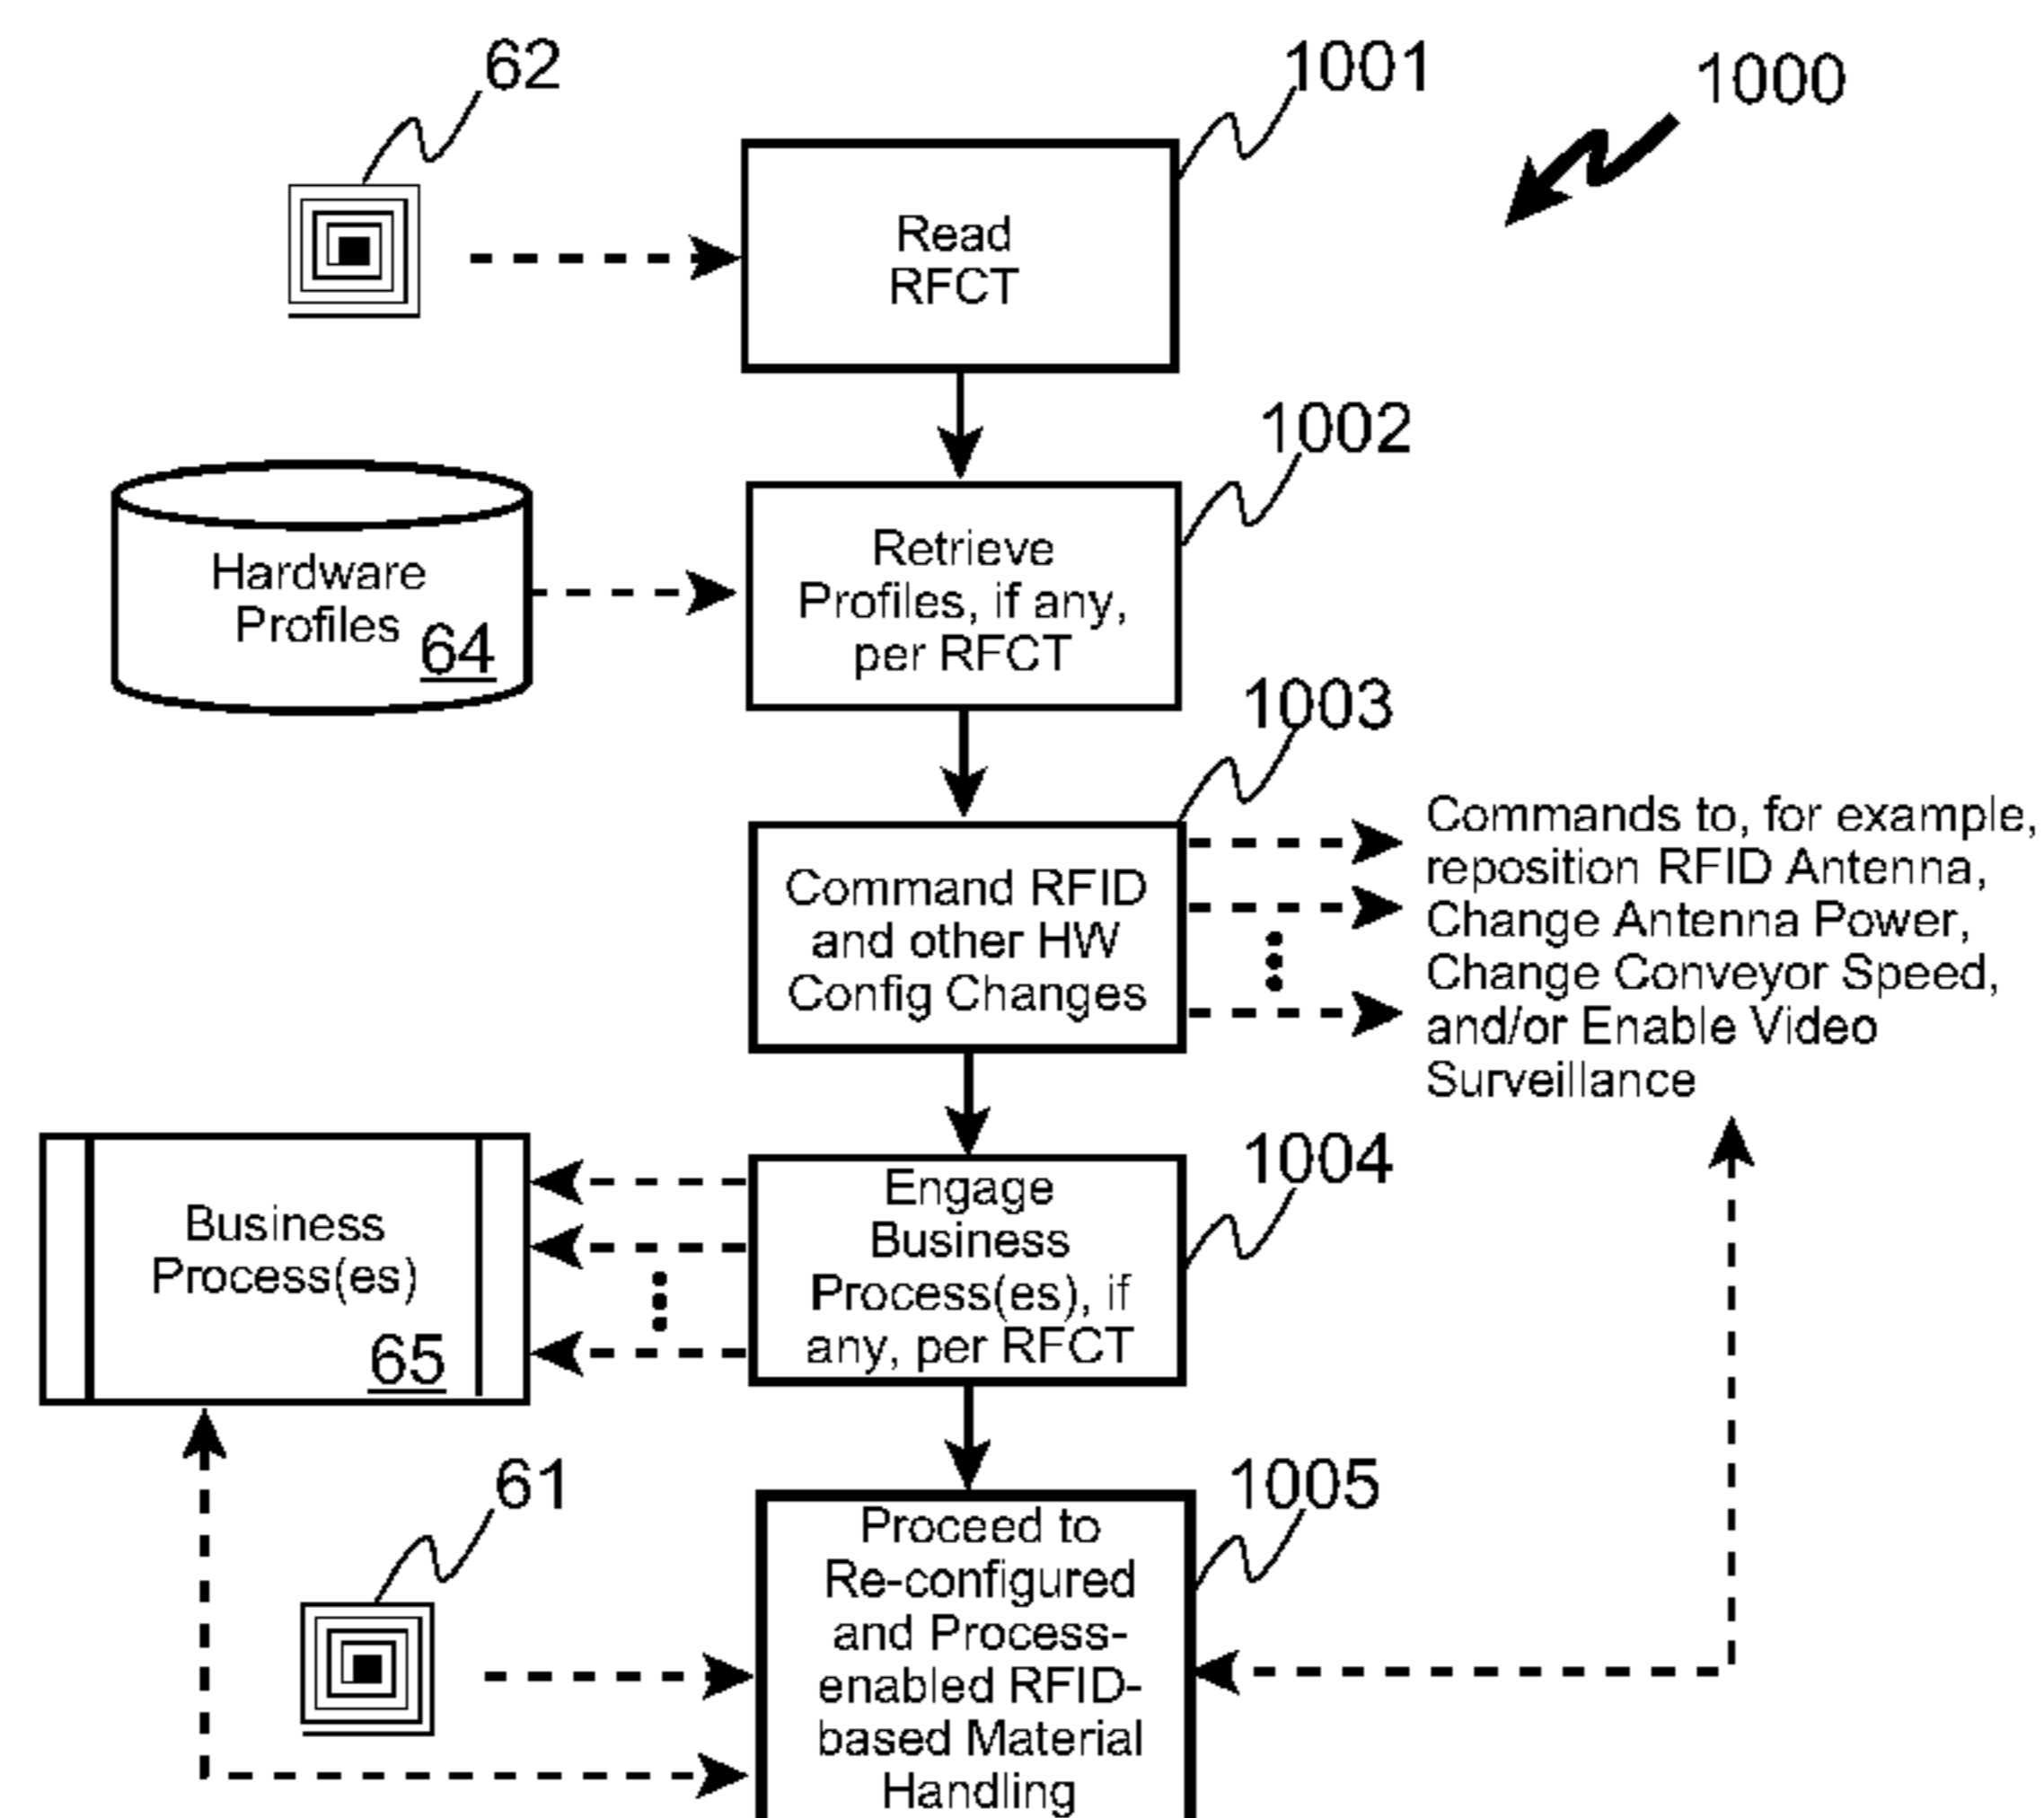 62
1001
1000
Read
RFCT
1002
Hardware
Profiles
64
Retrieve
Profiles, if any,
per RFCT
1003
Command RFID
and other HW
Config Changes
Commands to, for example,
reposition RFID Antenna,
Change Antenna Power,
Change Conveyor Speed,
and/or Enable Video
Surveillance
1004
Business
Process(es)
65
Engage
Business
Process(es), if
any, per RFCT
61
1005
Proceed to
Re-configured
and Process-
enabled RFID-
based Material
Handling